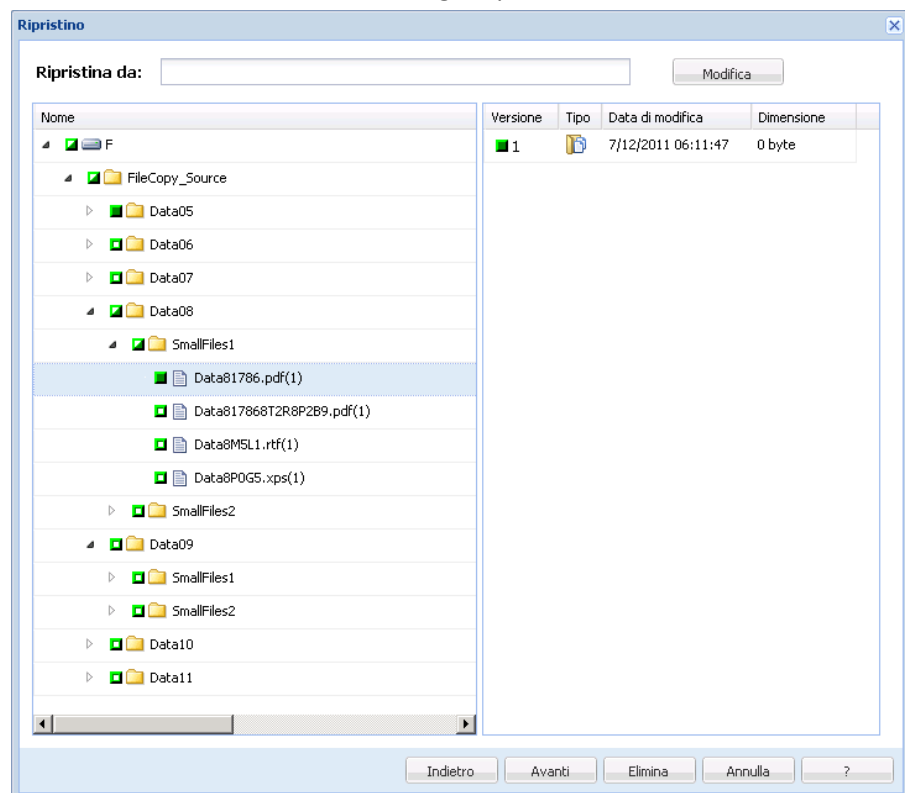 Ripristino
Ripristina da:
Modifica
Nome
Versione Tipo Data di modifica Dimensione
F
1 7/12/2011 06:11:47 0 byte
FileCopy_Source
Data05
Data06
Data07
Data08
SmallFiles1
Data81786.pdf(1)
Data817868T2R8P2B9.pdf(1)
Data8M5L1.rtf(1)
Data8P0G5.xps(1)
SmallFiles2
Data09
SmallFiles1
SmallFiles2
Data10
Data11
Indietro Avanti Elimina Annulla ?